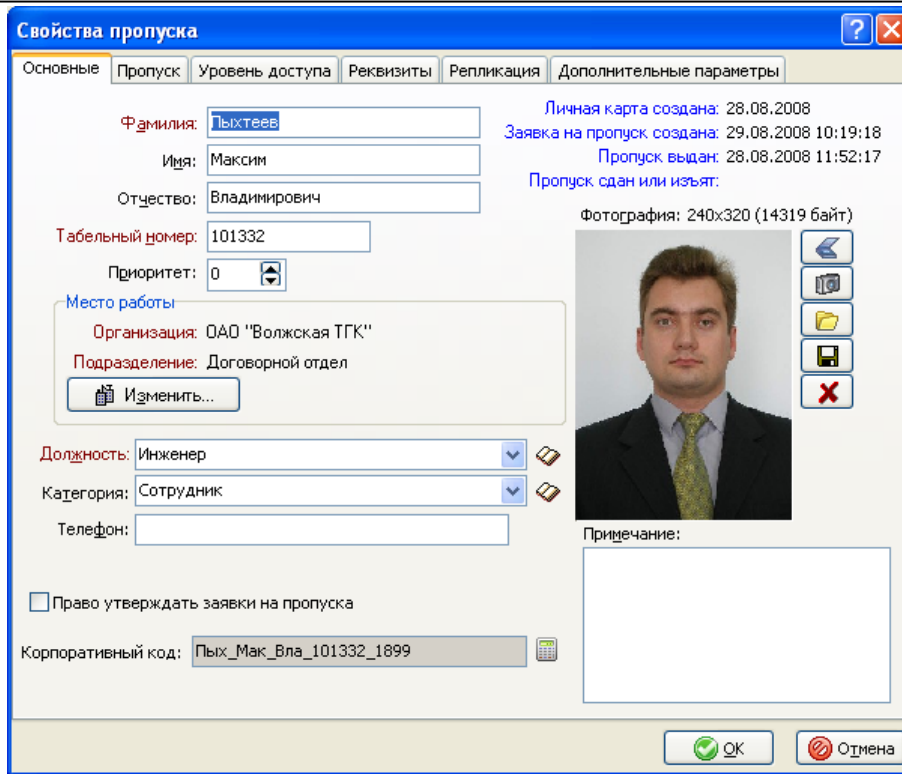 Свойства пропуска
Основные Пропуск Уровень доступа Реквизиты Репликация Дополнительные параметры
Фамилия: Пыхтеев
Имя: Максим
Отчество: Владимирович
Табельный номер: 101332
Приоритет: 0
Личная карта создана: 28.08.2008
Заявка на пропуск создана: 29.08.2008 10:19:18
Пропуск выдан: 28.08.2008 11:52:17
Пропуск сдан или изъят:
Фотография: 240x320 (14319 байт)
Место работы
Организация: ОАО "Волжская ТГК"
Подразделение: Договорной отдел
Изменить...
Должность: Инженер
Категория: Сотрудник
Телефон:
Примечание:
Право утверждать заявки на пропуска
Корпоративный код: Пых_Мак_Вла_101332_1899
OK Отмена